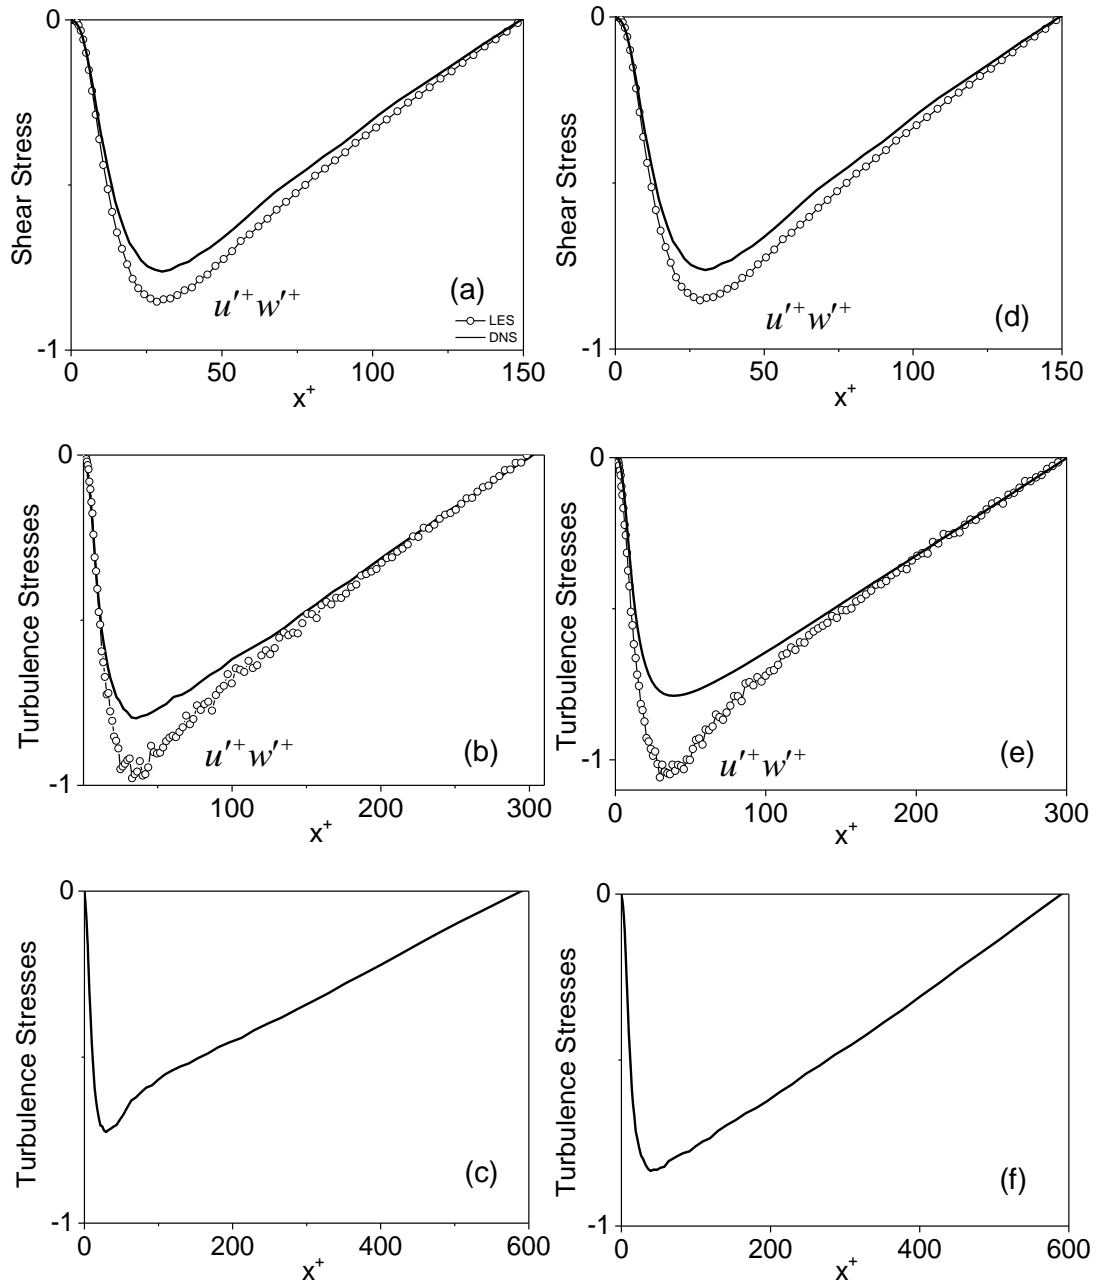 0
Shear Stress
u'+w'+
(a)
LES
DNS
-1
0 50 100 150
x+
0
Shear Stress
u'+w'+
(d)
-1
0 50 100 150
x+
0
Turbulence Stresses
u'+w'+
(b)
-1
100 200 300
x+
0
Turbulence Stresses
u'+w'+
(e)
-1
0 100 200 300
x+
0
Turbulence Stresses
(c)
-1
0 200 400 600
x+
0
Turbulence Stresses
(f)
-1
0 200 400 600
x+